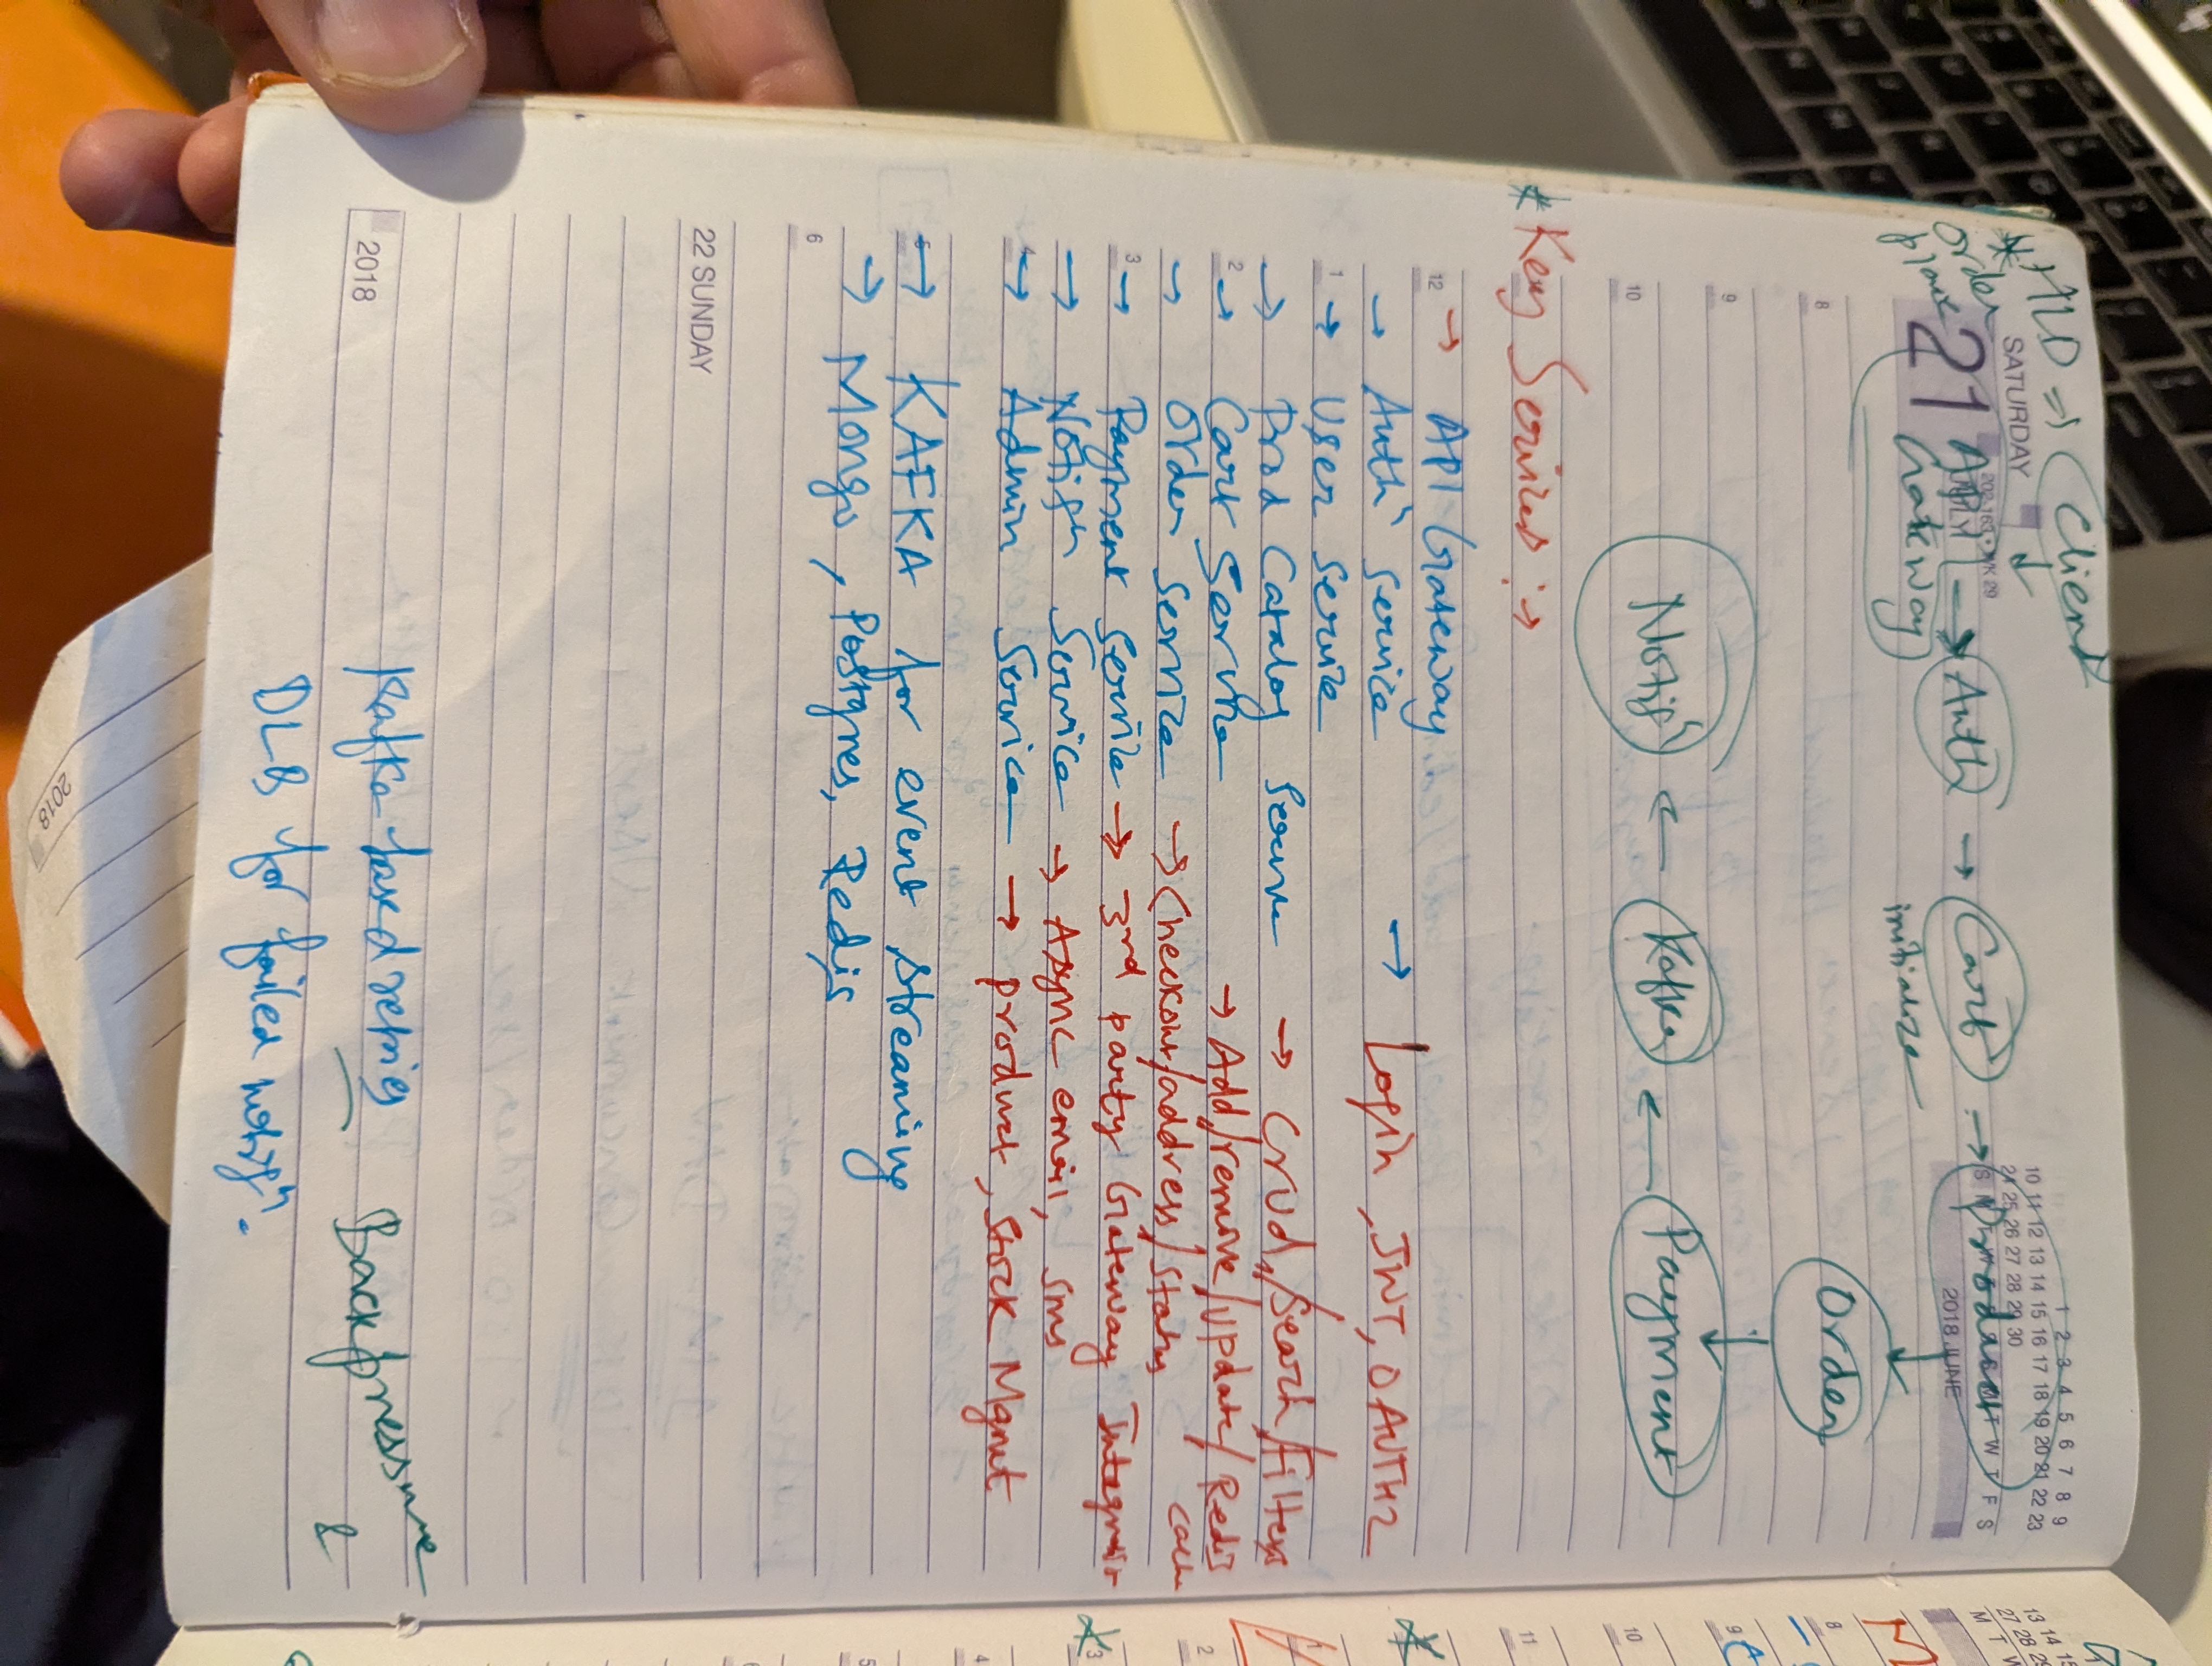 * HLD => Client
SATURDAY
order
place
21
API
Gateway
→ Auth → Cart → Product
initialize
1 2 3 4 5 6 7 8 9
10 11 12 13 14 15 16 17 18 19 20 21 22 23
24 25 26 27 28 29 30
2018 JUNE
8
Order
9
Notifⁿ ← Kafka ← Payment
10
* Key Services :→
12 → API Gateway
→ Authⁿ Service → Login, JWT, OAUTH2
1 → User Service
→ Prod Catalog Service → Crud, /Search/Filters
2 → Cart Service → Add/remove/update/ Redis
cache
→ Order Service → Checkout/address/status
3 → Payment Service → 3rd party Gateway Integration
→ Notifⁿ Service → Async email, sms
4 → Admin Service → product, stock Mgmt
5 → KAFKA for event streaming
→ Mongo, Postgres, Redis
6
22 SUNDAY
Kafka based retries Backpressure
&
2018
DLQ for failed notifⁿ.
2018